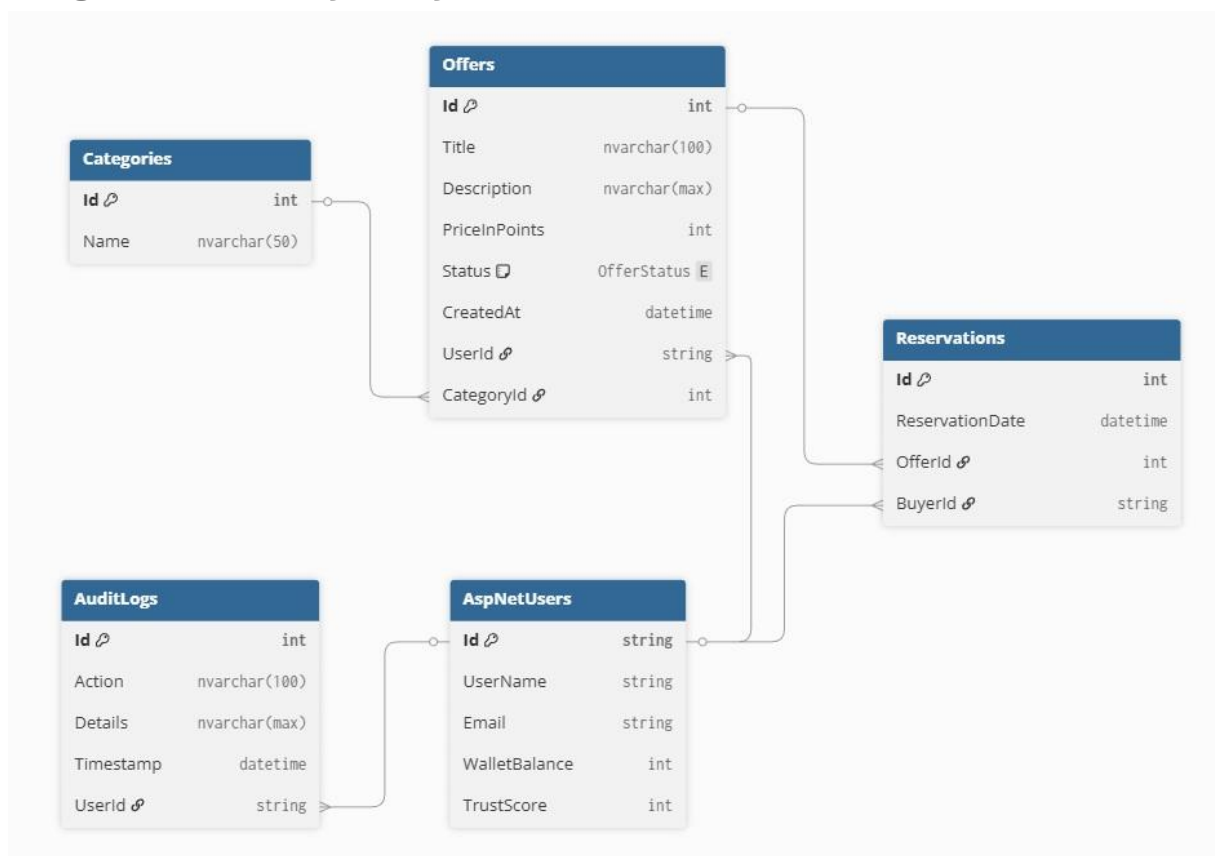 Categories
Id int
Name nvarchar(50)
Offers
Id int
Title nvarchar(100)
Description nvarchar(max)
PriceInPoints int
Status OfferStatus E
CreatedAt datetime
UserId string
CategoryId int
Reservations
Id int
ReservationDate datetime
OfferId int
BuyerId string
AuditLogs
Id int
Action nvarchar(100)
Details nvarchar(max)
Timestamp datetime
UserId string
AspNetUsers
Id string
UserName string
Email string
WalletBalance int
TrustScore int